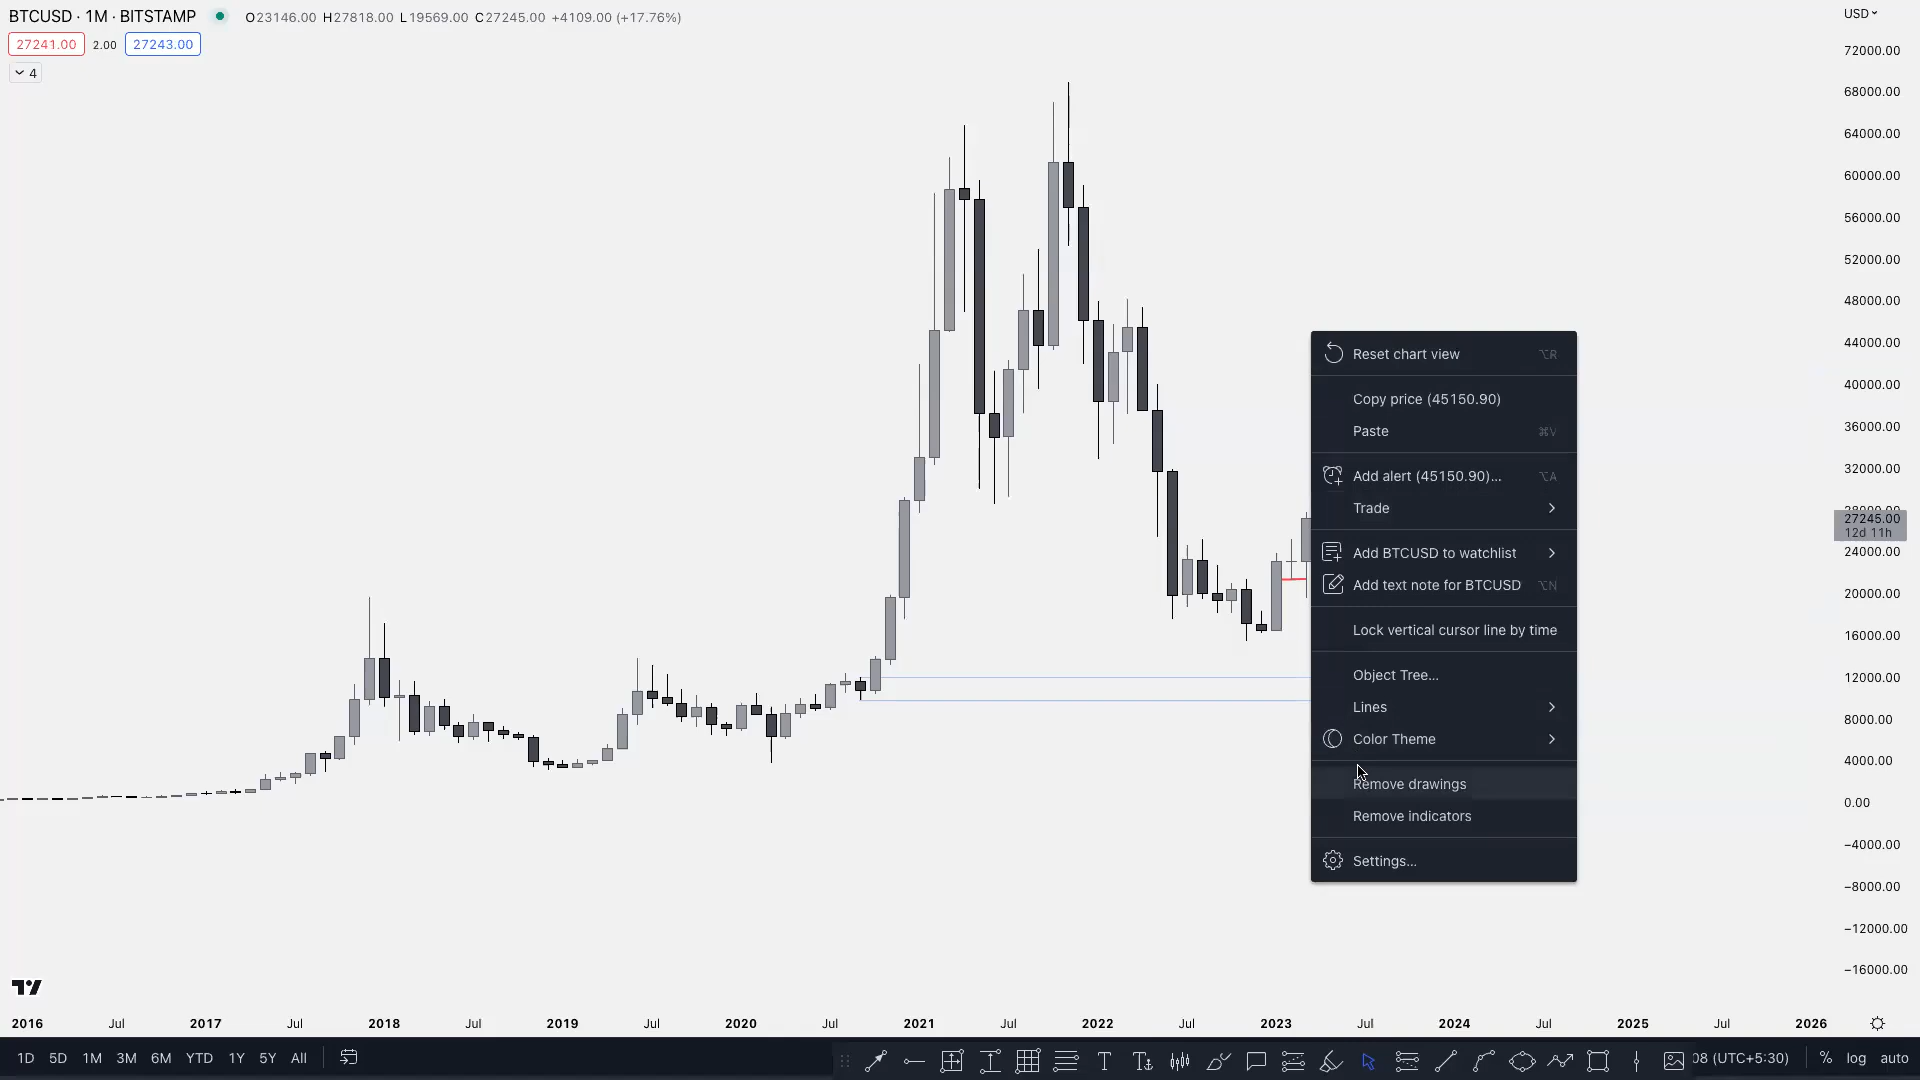 BTCUSD · 1M · BITSTAMP O23146.00 H27818.00 L19569.00 C27245.00 +4109.00 (+17.76%)
27241.00 2.00 27243.00
4
USD
72000.00
68000.00
64000.00
60000.00
56000.00
52000.00
48000.00
44000.00
40000.00
36000.00
32000.00
27245.00
12d 11h
24000.00
20000.00
16000.00
12000.00
8000.00
4000.00
0.00
−4000.00
−8000.00
−12000.00
−16000.00
Reset chart view ⌥R
Copy price (45150.90)
Paste ⌘V
Add alert (45150.90)... ⌥A
Trade
Add BTCUSD to watchlist
Add text note for BTCUSD ⌥N
Lock vertical cursor line by time
Object Tree...
Lines
Color Theme
Remove drawings
Remove indicators
Settings...
2016 Jul 2017 Jul 2018 Jul 2019 Jul 2020 Jul 2021 Jul 2022 Jul 2023 Jul 2024 Jul 2025 Jul 2026
1D 5D 1M 3M 6M YTD 1Y 5Y All 08 (UTC+5:30) % log auto